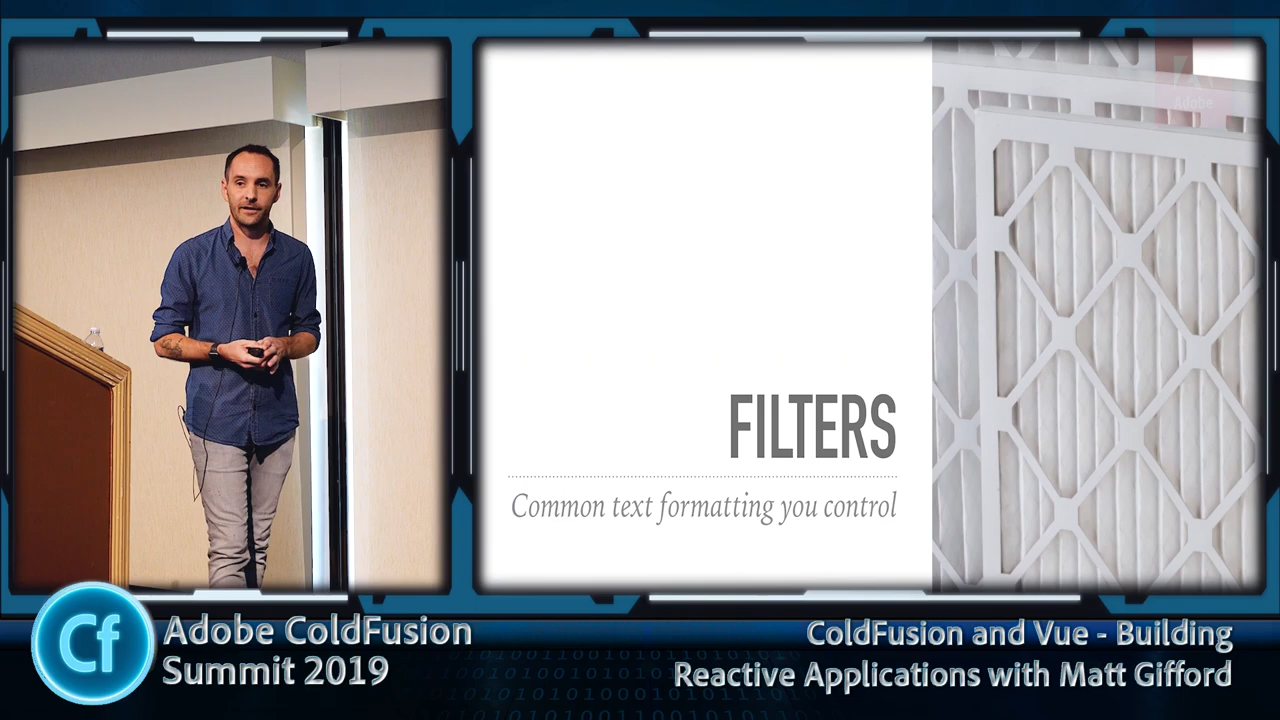 Adobe
FILTERS
Common text formatting you control
Cf
Adobe ColdFusion
Summit 2019
ColdFusion and Vue - Building
Reactive Applications with Matt Gifford